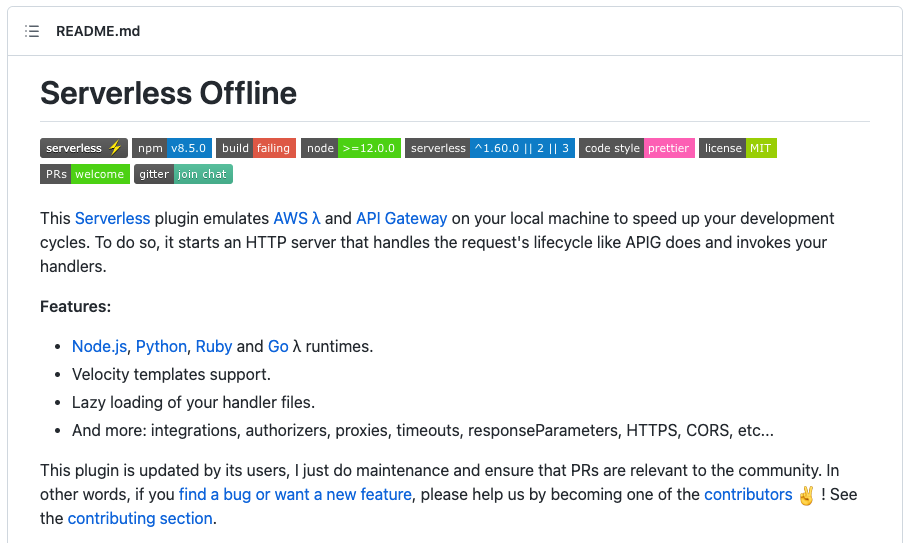 README.md
Serverless Offline
serverless ⚡ npm v8.5.0 build failing node >=12.0.0 serverless ^1.60.0 || 2 || 3 code style prettier license MIT
PRs welcome gitter join chat
This Serverless plugin emulates AWS λ and API Gateway on your local machine to speed up your development
cycles. To do so, it starts an HTTP server that handles the request's lifecycle like APIG does and invokes your
handlers.
Features:
• Node.js, Python, Ruby and Go λ runtimes.
• Velocity templates support.
• Lazy loading of your handler files.
• And more: integrations, authorizers, proxies, timeouts, responseParameters, HTTPS, CORS, etc...
This plugin is updated by its users, I just do maintenance and ensure that PRs are relevant to the community. In
other words, if you find a bug or want a new feature, please help us by becoming one of the contributors ✌️ ! See
the contributing section.